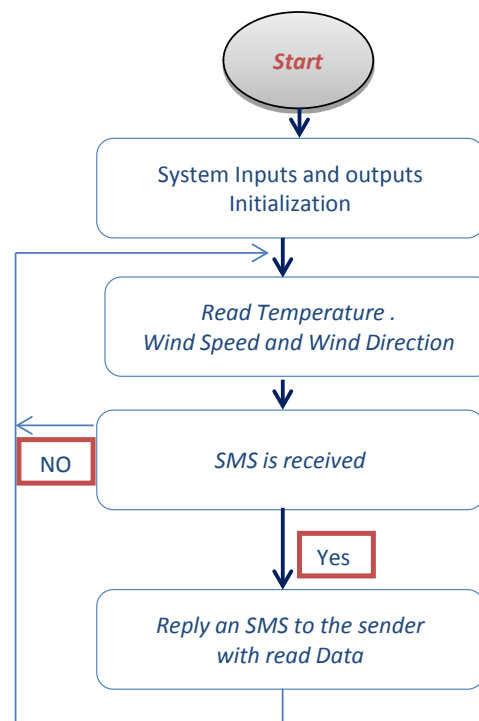 Start
System Inputs and outputs
Initialization
Read Temperature .
Wind Speed and Wind Direction
SMS is received
NO
Yes
Reply an SMS to the sender
with read Data